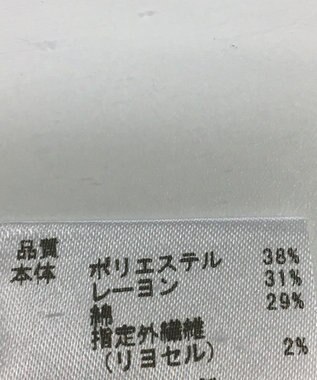 品質
本体 ポリエステル 38%
レーヨン 31%
綿 29%
指定外繊維
(リヨセル) 2%